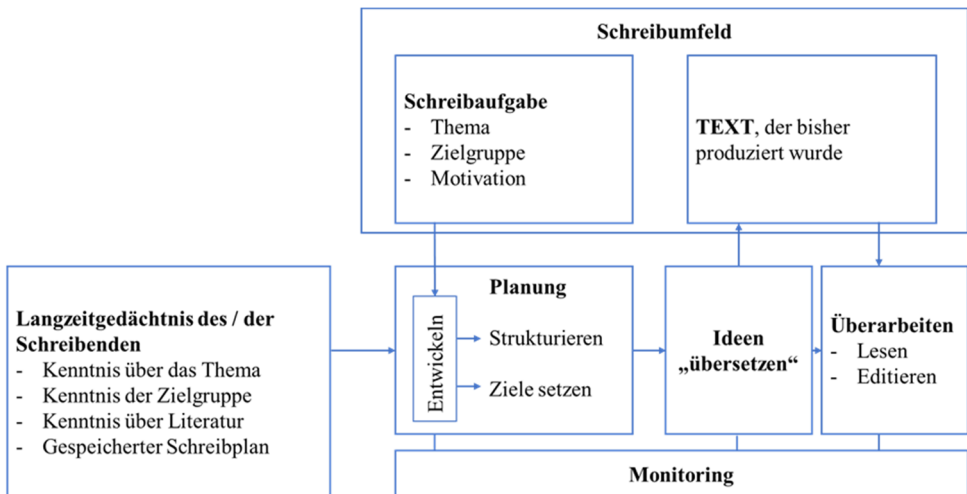 Schreibumfeld
Schreibaufgabe
- Thema
- Zielgruppe
- Motivation
TEXT, der bisher
produziert wurde
Langzeitgedächtnis des / der
Schreibenden
- Kenntnis über das Thema
- Kenntnis der Zielgruppe
- Kenntnis über Literatur
- Gespeicherter Schreibplan
Planung
Entwickeln
Strukturieren
Ziele setzen
Ideen
„übersetzen“
Überarbeiten
- Lesen
- Editieren
Monitoring